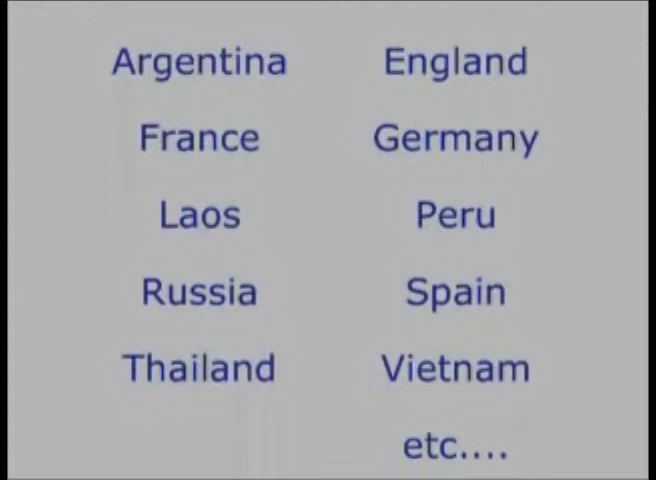 Argentina England
France Germany
Laos Peru
Russia Spain
Thailand Vietnam
etc....